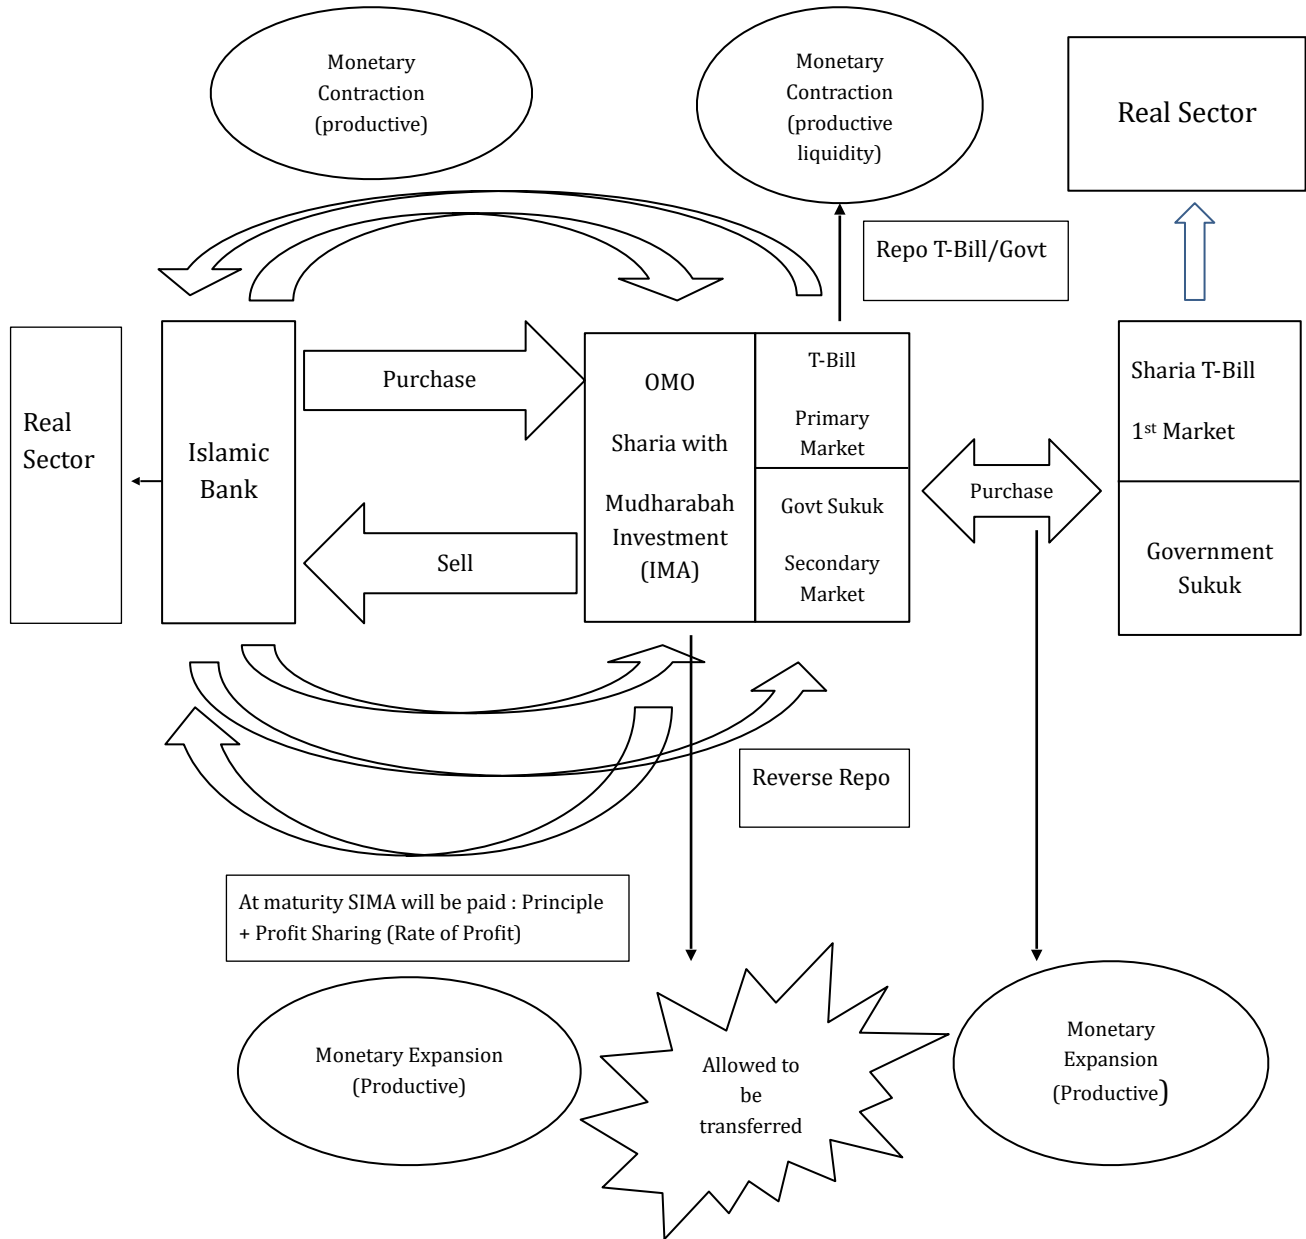 Monetary
Contraction
(productive)
Monetary
Contraction
(productive
liquidity)
Real Sector
Repo T-Bill/Govt
Real
Sector
Islamic
Bank
Purchase
Sell
OMO
Sharia with
Mudharabah
Investment
(IMA)
T-Bill
Primary
Market
Govt Sukuk
Secondary
Market
Purchase
Sharia T-Bill
1st Market
Government
Sukuk
Reverse Repo
At maturity SIMA will be paid : Principle
+ Profit Sharing (Rate of Profit)
Monetary Expansion
(Productive)
Allowed to
be
transferred
Monetary
Expansion
(Productive)